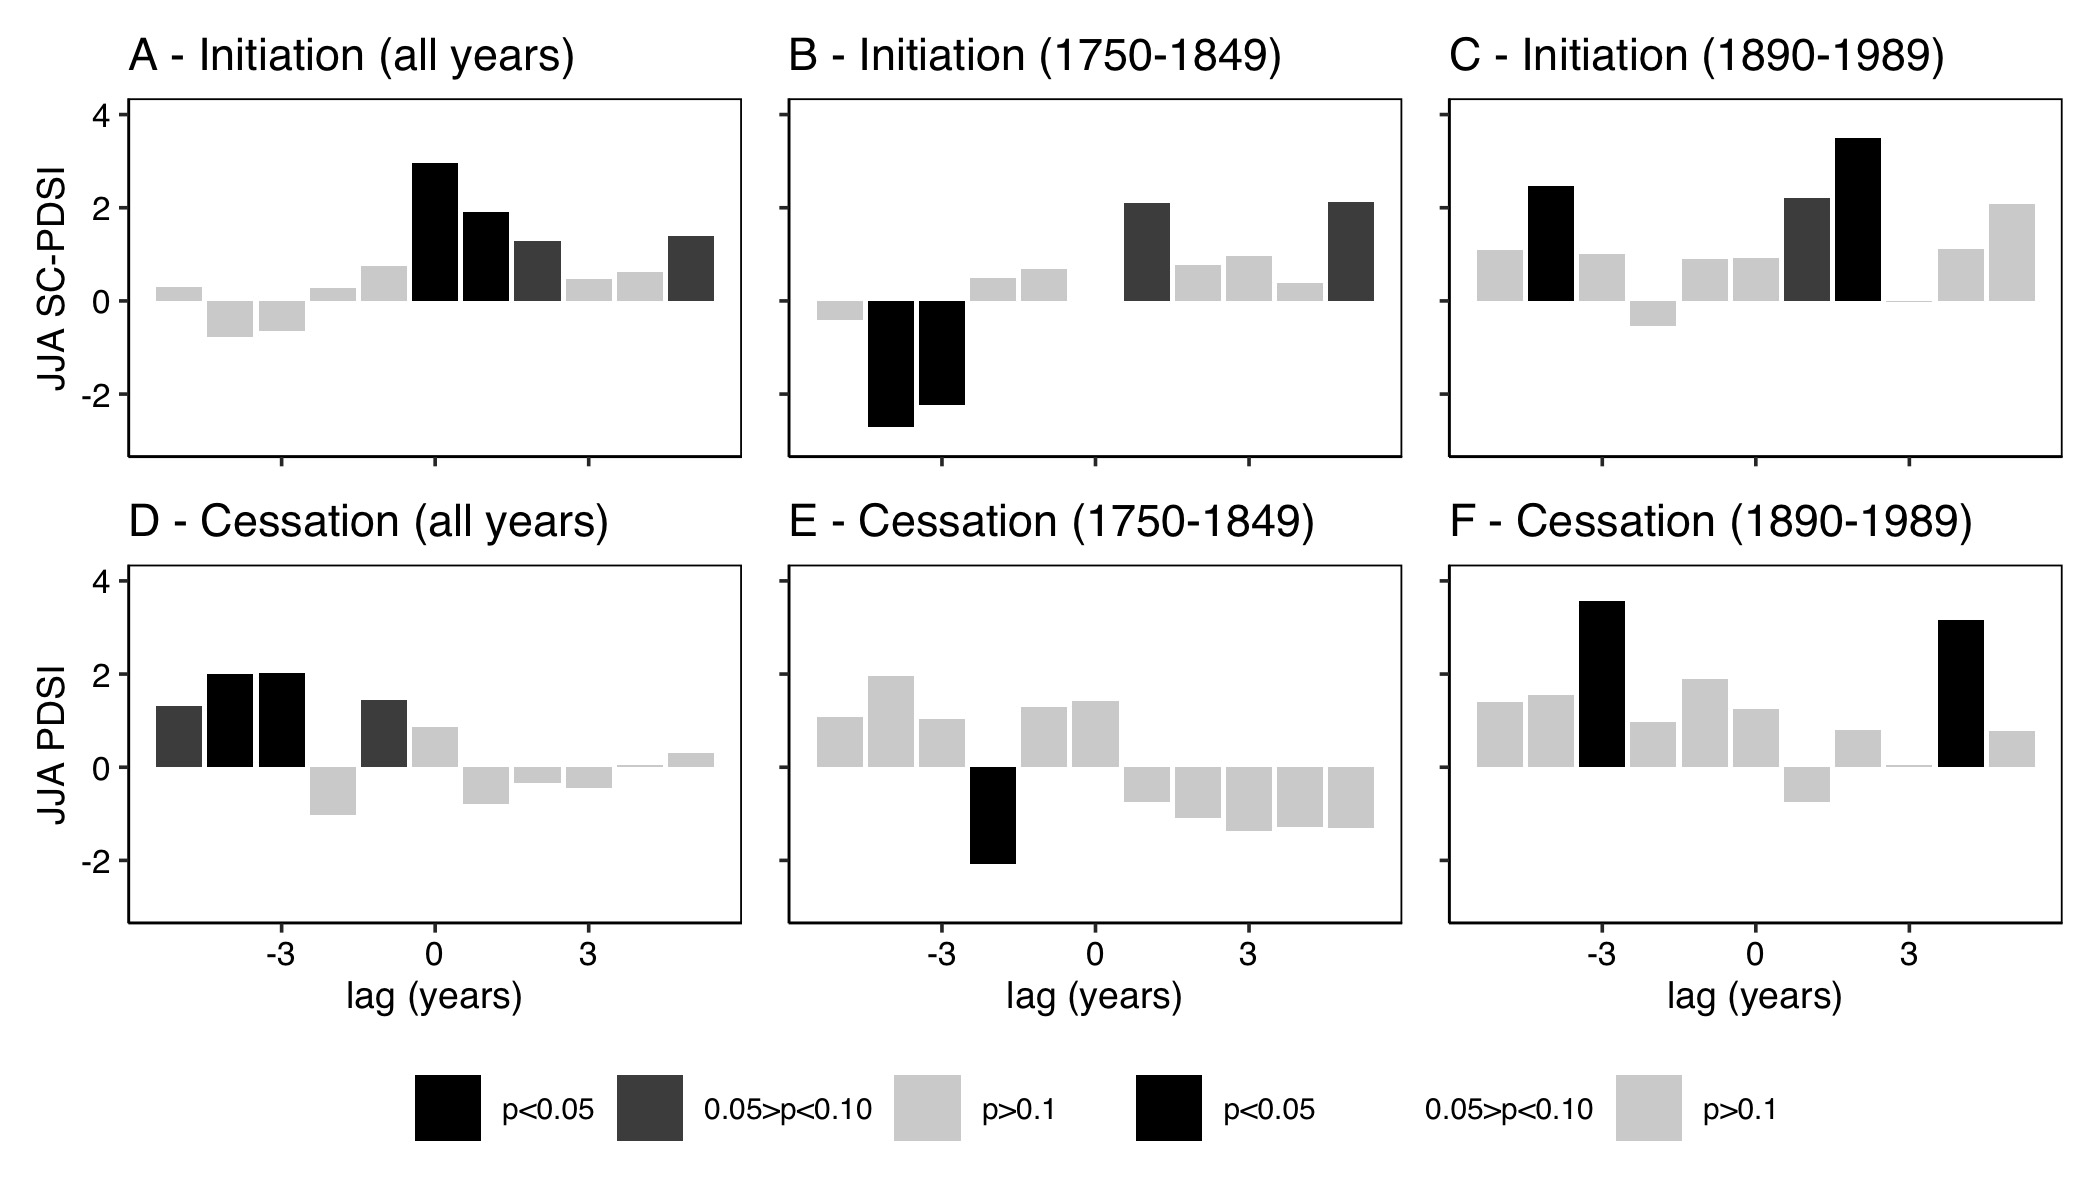 A - Initiation (all years)
B - Initiation (1750-1849)
C - Initiation (1890-1989)
JJA SC-PDSI
4
2
0
-2
D - Cessation (all years)
E - Cessation (1750-1849)
F - Cessation (1890-1989)
JJA PDSI
4
2
0
-2
-3 0 3
-3 0 3
-3 0 3
lag (years)
lag (years)
lag (years)
p<0.05 0.05>p<0.10 p>0.1 p<0.05 0.05>p<0.10 p>0.1